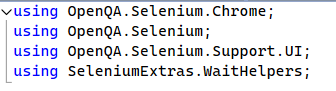 using OpenQA.Selenium.Chrome;
using OpenQA.Selenium;
using OpenQA.Selenium.Support.UI;
using SeleniumExtras.WaitHelpers;